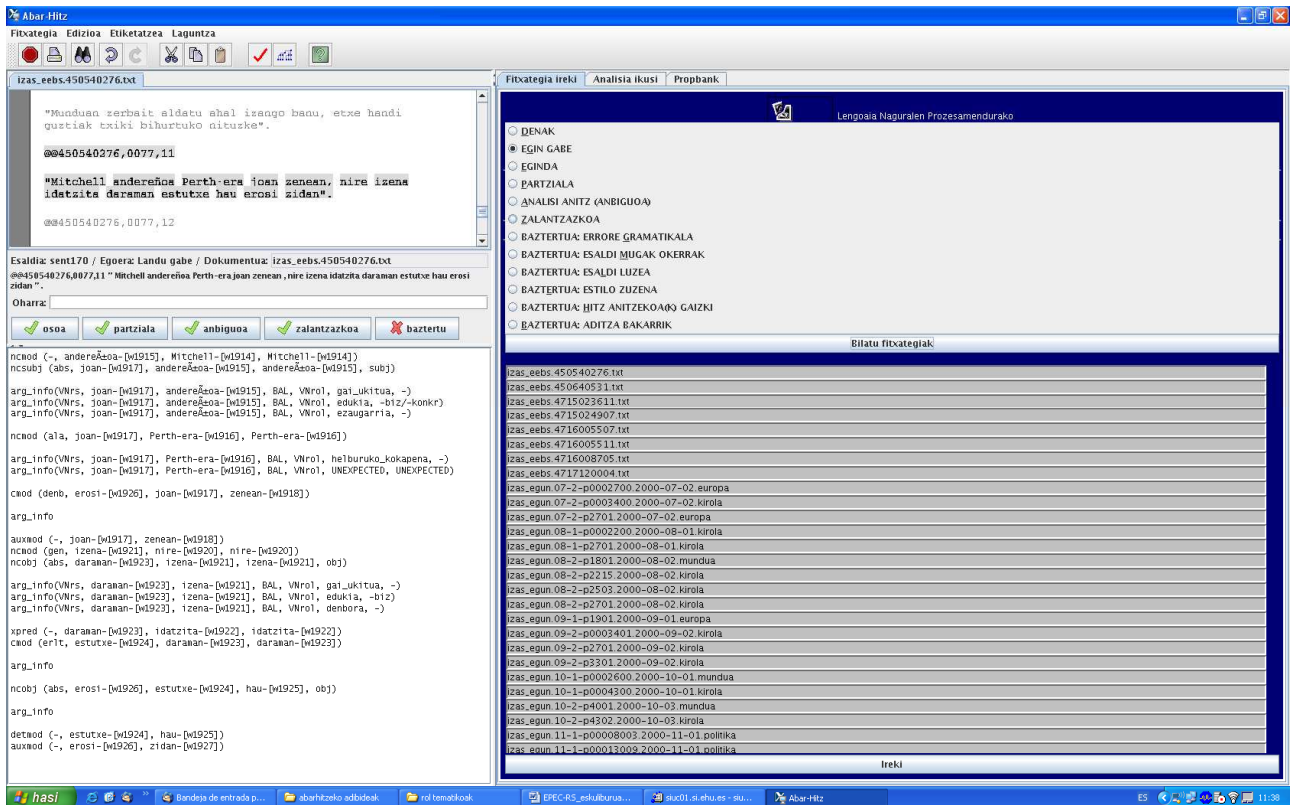 Abar-Hitz
Fitxategia Edizioa Etiketatzea Laguntza
izas_eebs.450540276.txt
"Munduan zerbait aldatu ahal izango banu, etxe handi
guztiak txiki bihurtuko nituzke".
@@450540276,0077,11
"Mitchell andereñoa Perth-era joan zenean, nire izena
idatzita daraman estutxe hau erosi zidan".
@@450540276,0077,12
Esaldia: sent170 / Egoera: Landu gabe / Dokumentua: izas_eebs.450540276.txt
@@450540276,0077,11 " Mitchell andereñoa Perth-era joan zenean , nire izena idatzita daraman estutxe hau erosi
zidan " .
Oharra:
osoa partziala anbiguoa zalantzazkoa baztertu
ncmod (-, andereÃ±oa-[w1915], Mitchell-[w1914], Mitchell-[w1914])
ncsubj (abs, joan-[w1917], andereÃ±oa-[w1915], andereÃ±oa-[w1915], subj)
arg_info(VNrs, joan-[w1917], andereÃ±oa-[w1915], BAL, VNrol, gai_ukitua, -)
arg_info(VNrs, joan-[w1917], andereÃ±oa-[w1915], BAL, VNrol, edukia, -biz/-konkr)
arg_info(VNrs, joan-[w1917], andereÃ±oa-[w1915], BAL, VNrol, ezaugarria, -)
ncmod (ala, joan-[w1917], Perth-era-[w1916], Perth-era-[w1916])
arg_info(VNrs, joan-[w1917], Perth-era-[w1916], BAL, VNrol, helburuko_kokapena, -)
arg_info(VNrs, joan-[w1917], Perth-era-[w1916], BAL, VNrol, UNEXPECTED, UNEXPECTED)
cmod (denb, erosi-[w1926], joan-[w1917], zenean-[w1918])
arg_info
auxmod (-, joan-[w1917], zenean-[w1918])
ncmod (gen, izena-[w1921], nire-[w1920], nire-[w1920])
ncobj (abs, daraman-[w1923], izena-[w1921], izena-[w1921], obj)
arg_info(VNrs, daraman-[w1923], izena-[w1921], BAL, VNrol, gai_ukitua, -)
arg_info(VNrs, daraman-[w1923], izena-[w1921], BAL, VNrol, edukia, -biz)
arg_info(VNrs, daraman-[w1923], izena-[w1921], BAL, VNrol, denbora, -)
xpred (-, daraman-[w1923], idatzita-[w1922], idatzita-[w1922])
cmod (erlt, estutxe-[w1924], daraman-[w1923], daraman-[w1923])
arg_info
ncobj (abs, erosi-[w1926], estutxe-[w1924], hau-[w1925], obj)
arg_info
detmod (-, estutxe-[w1924], hau-[w1925])
auxmod (-, erosi-[w1926], zidan-[w1927])
Fitxategia ireki Analisia ikusi Propbank
Lengoaia Naguralen Prozesamendurako
DENAK
EGIN GABE
EGINDA
PARTZIALA
ANALISI ANITZ (ANBIGUOA)
ZALANTZAZKOA
BAZTERTUA: ERRORE GRAMATIKALA
BAZTERTUA: ESALDI MUGAK OKERRAK
BAZTERTUA: ESALDI LUZEA
BAZTERTUA: ESTILO ZUZENA
BAZTERTUA: HITZ ANITZEKOA(K) GAIZKI
BAZTERTUA: ADITZA BAKARRIK
Bilatu fitxategiak
izas_eebs.450540276.txt
izas_eebs.450640531.txt
izas_eebs.4715023611.txt
izas_eebs.4715024907.txt
izas_eebs.4716005507.txt
izas_eebs.4716005511.txt
izas_eebs.4716008705.txt
izas_eebs.4717120004.txt
izas_egun.07-2-p0002700.2000-07-02.europa
izas_egun.07-2-p0003400.2000-07-02.kirola
izas_egun.07-2-p2701.2000-07-02.europa
izas_egun.08-1-p0002200.2000-08-01.kirola
izas_egun.08-1-p2701.2000-08-01.kirola
izas_egun.08-2-p1801.2000-08-02.mundua
izas_egun.08-2-p2215.2000-08-02.kirola
izas_egun.08-2-p2503.2000-08-02.kirola
izas_egun.08-2-p2701.2000-08-02.kirola
izas_egun.09-1-p1901.2000-09-01.europa
izas_egun.09-2-p0003401.2000-09-02.kirola
izas_egun.09-2-p2701.2000-09-02.kirola
izas_egun.09-2-p3301.2000-09-02.kirola
izas_egun.10-1-p0002600.2000-10-01.mundua
izas_egun.10-1-p0004300.2000-10-01.kirola
izas_egun.10-2-p4001.2000-10-03.mundua
izas_egun.10-2-p4302.2000-10-03.kirola
izas_egun.11-1-p00008003.2000-11-01.politika
izas_egun.11-1-p00013009.2000-11-01.politika
Ireki
hasi Bandeja de entrada p... abarhitzeko adibideak rol tematikoak EPEC-RS_eskuliburua... siuc01.si.ehu.es - siu... Abar-Hitz ES 11:38